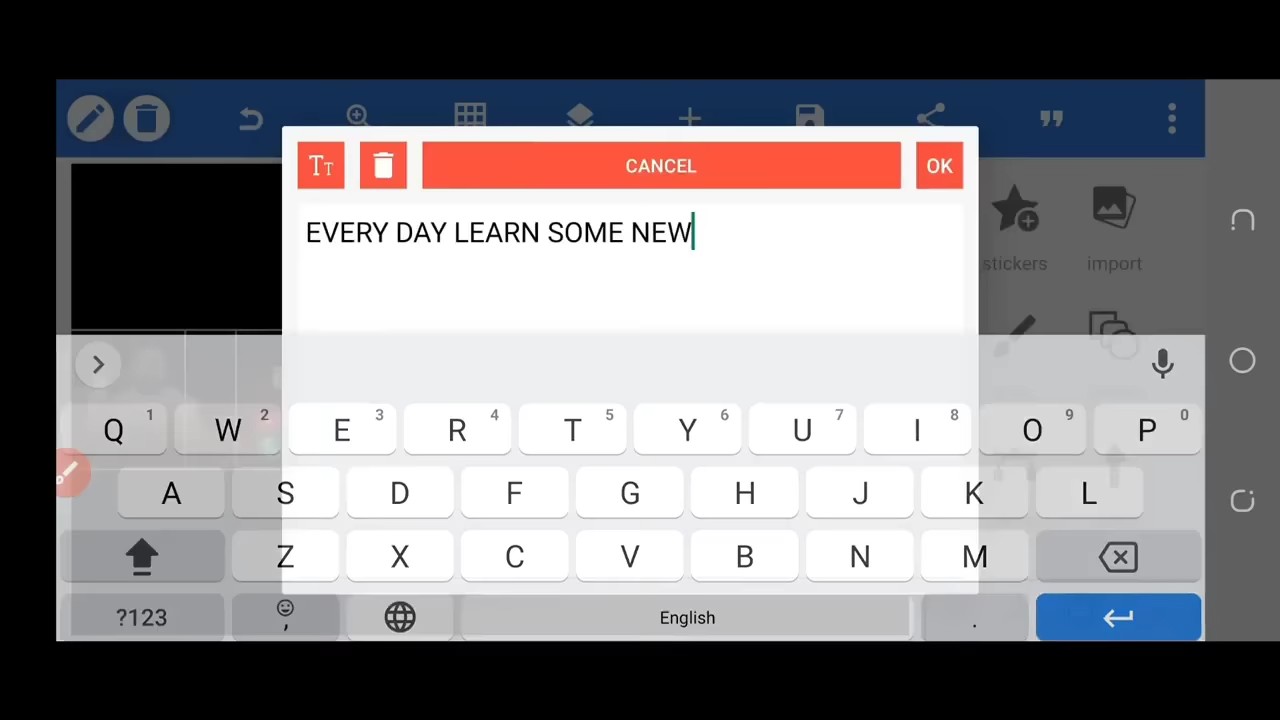 CANCEL
OK
EVERY DAY LEARN SOME NEW
stickers import
Q 1 W 2 E 3 R 4 T 5 Y 6 U 7 I 8 O 9 P 0
A S D F G H J K L
Z X C V B N M
?123 , English .